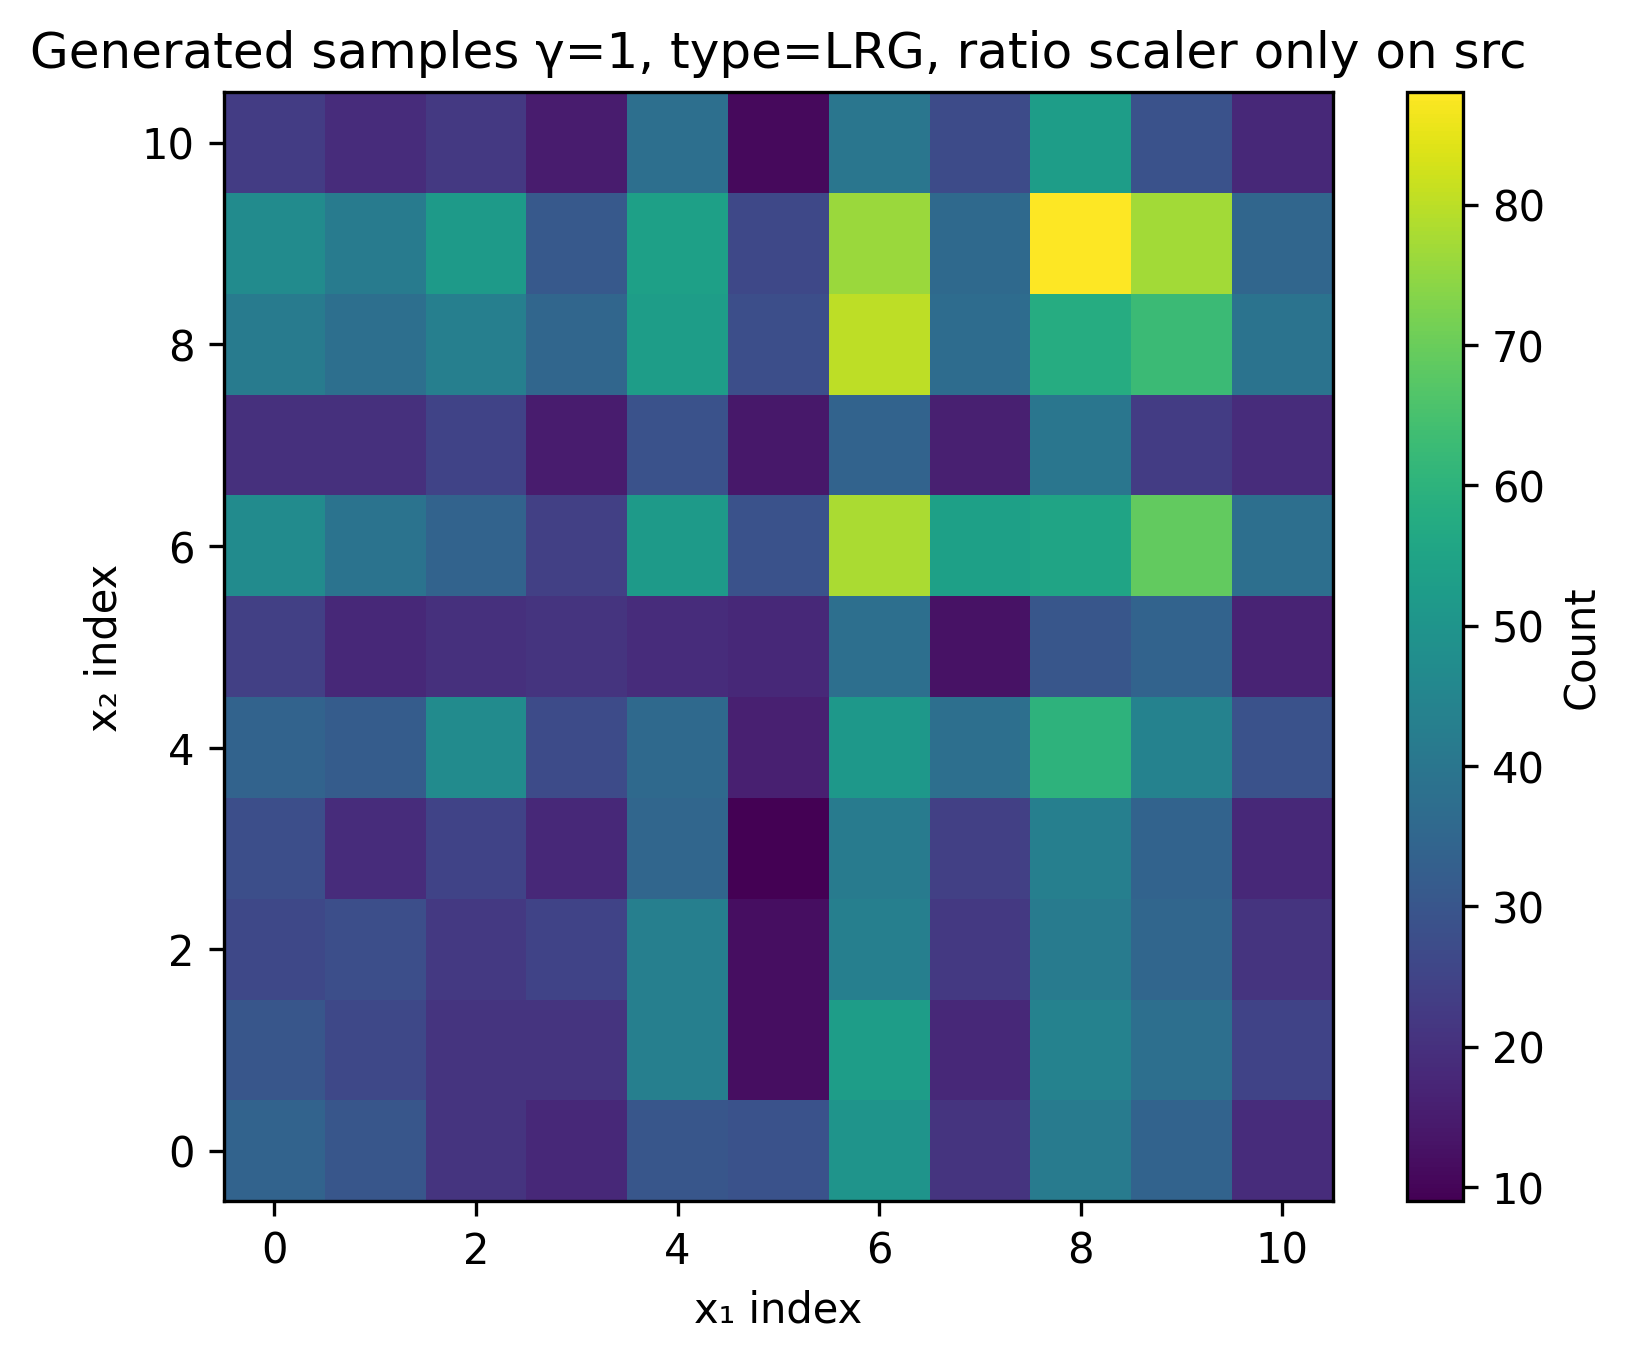 Generated samples γ=1, type=LRG, ratio scaler only on src
10
8
6
4
2
0
x₂ index
0 2 4 6 8 10
x₁ index
80
70
60
50
40
30
20
10
Count